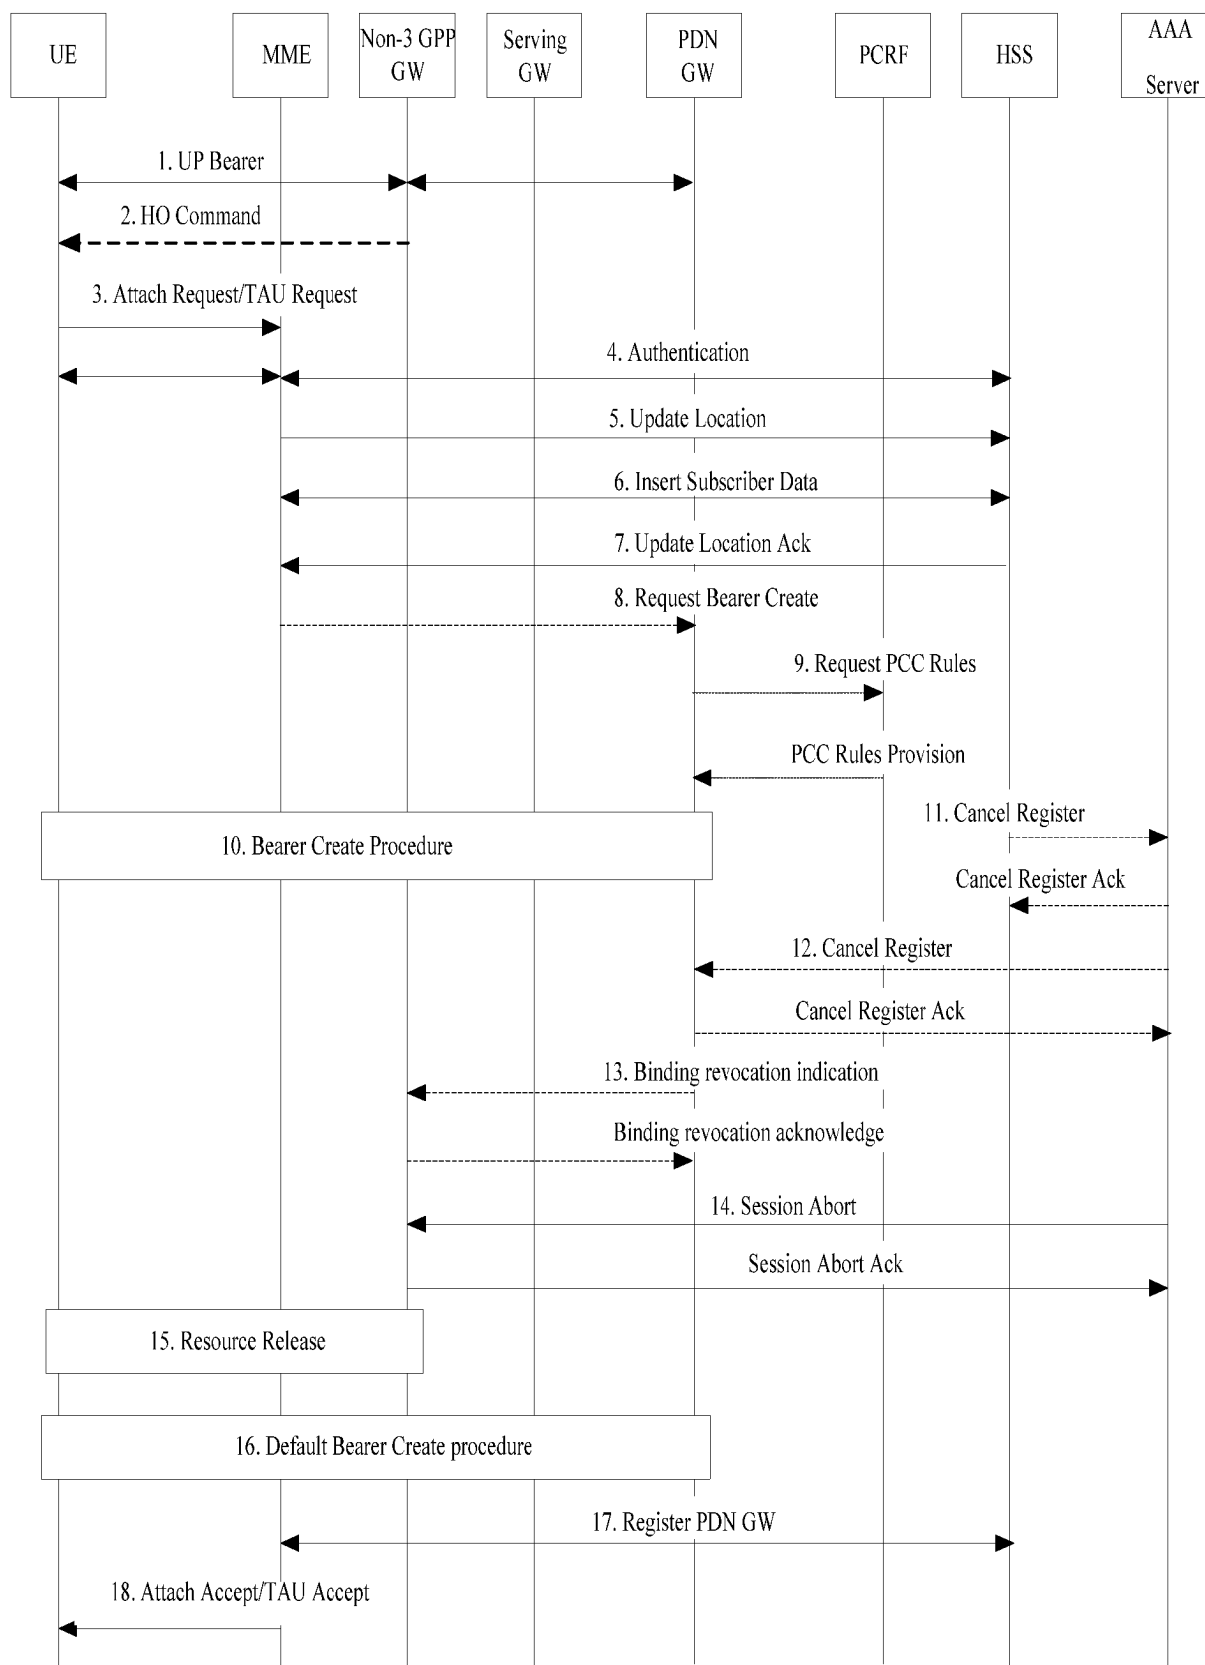 UE
MME
Non-3 GPP
GW
Serving
GW
PDN
GW
PCRF
HSS
AAA
Server
1. UP Bearer
2. HO Command
3. Attach Request/TAU Request
4. Authentication
5. Update Location
6. Insert Subscriber Data
7. Update Location Ack
8. Request Bearer Create
9. Request PCC Rules
PCC Rules Provision
11. Cancel Register
10. Bearer Create Procedure
Cancel Register Ack
12. Cancel Register
Cancel Register Ack
13. Binding revocation indication
Binding revocation acknowledge
14. Session Abort
Session Abort Ack
15. Resource Release
16. Default Bearer Create procedure
17. Register PDN GW
18. Attach Accept/TAU Accept